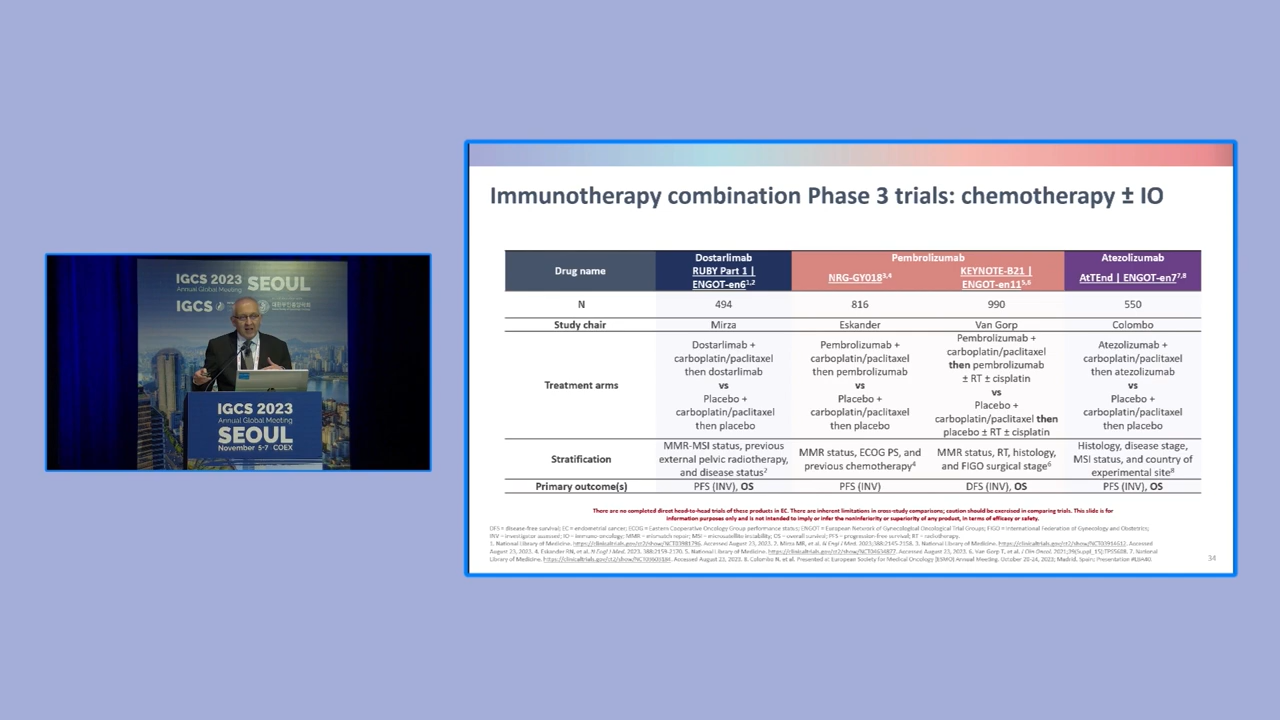 IGCS 2023
Annual Global Meeting
SEOUL
IGCS
IGCS 2023
Annual Global Meeting
SEOUL
November 5-7 COEX
Immunotherapy combination Phase 3 trials: chemotherapy ± IO
Drug name
Dostarlimab
RUBY Part 1 |
ENGOT-en6¹,²
Pembrolizumab
NRG-GY018³,⁴
KEYNOTE-B21 |
ENGOT-en11⁵,⁶
Atezolizumab
AtTEnd | ENGOT-en7⁷,⁸
N
494
816
990
550
Study chair
Mirza
Eskander
Van Gorp
Colombo
Treatment arms
Dostarlimab +
carboplatin/paclitaxel
then dostarlimab
vs
Placebo +
carboplatin/paclitaxel
then placebo
Pembrolizumab +
carboplatin/paclitaxel
then pembrolizumab
vs
Placebo +
carboplatin/paclitaxel
then placebo
Pembrolizumab +
carboplatin/paclitaxel
then pembrolizumab
± RT ± cisplatin
vs
Placebo +
carboplatin/paclitaxel then
placebo ± RT ± cisplatin
Atezolizumab +
carboplatin/paclitaxel
then atezolizumab
vs
Placebo +
carboplatin/paclitaxel
then placebo
Stratification
MMR-MSI status, previous
external pelvic radiotherapy,
and disease status²
MMR status, ECOG PS, and
previous chemotherapy⁴
MMR status, RT, histology,
and FIGO surgical stage⁶
Histology, disease stage,
MSI status, and country of
experimental site⁸
Primary outcome(s)
PFS (INV), OS
PFS (INV)
DFS (INV), OS
PFS (INV), OS
There are no completed direct head-to-head trials of these products in EC. There are inherent limitations in cross-study comparisons; caution should be exercised in comparing trials. This slide is for
information purposes only and is not intended to imply or infer the noninferiority or superiority of any product, in terms of efficacy or safety.
DFS = disease-free survival; EC = endometrial cancer; ECOG = Eastern Cooperative Oncology Group performance status; ENGOT = European Network of Gynecological Oncological Trial Groups; FIGO = International Federation of Gynecology and Obstetrics;
INV = investigator assessed; IO = immuno-oncology; MMR = mismatch repair; MSI = microsatellite instability; OS = overall survival; PFS = progression-free survival; RT = radiotherapy.
34